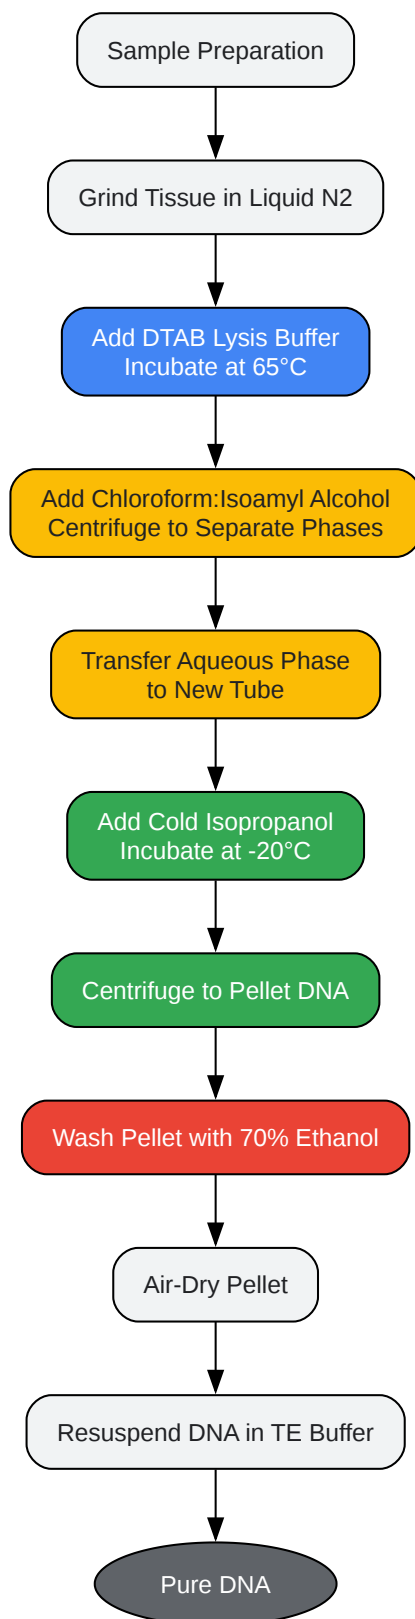 Sample Preparation
Grind Tissue in Liquid N2
Add DTAB Lysis Buffer
Incubate at 65°C
Add Chloroform:Isoamyl Alcohol
Centrifuge to Separate Phases
Transfer Aqueous Phase
to New Tube
Add Cold Isopropanol
Incubate at -20°C
Centrifuge to Pellet DNA
Wash Pellet with 70% Ethanol
Air-Dry Pellet
Resuspend DNA in TE Buffer
Pure DNA